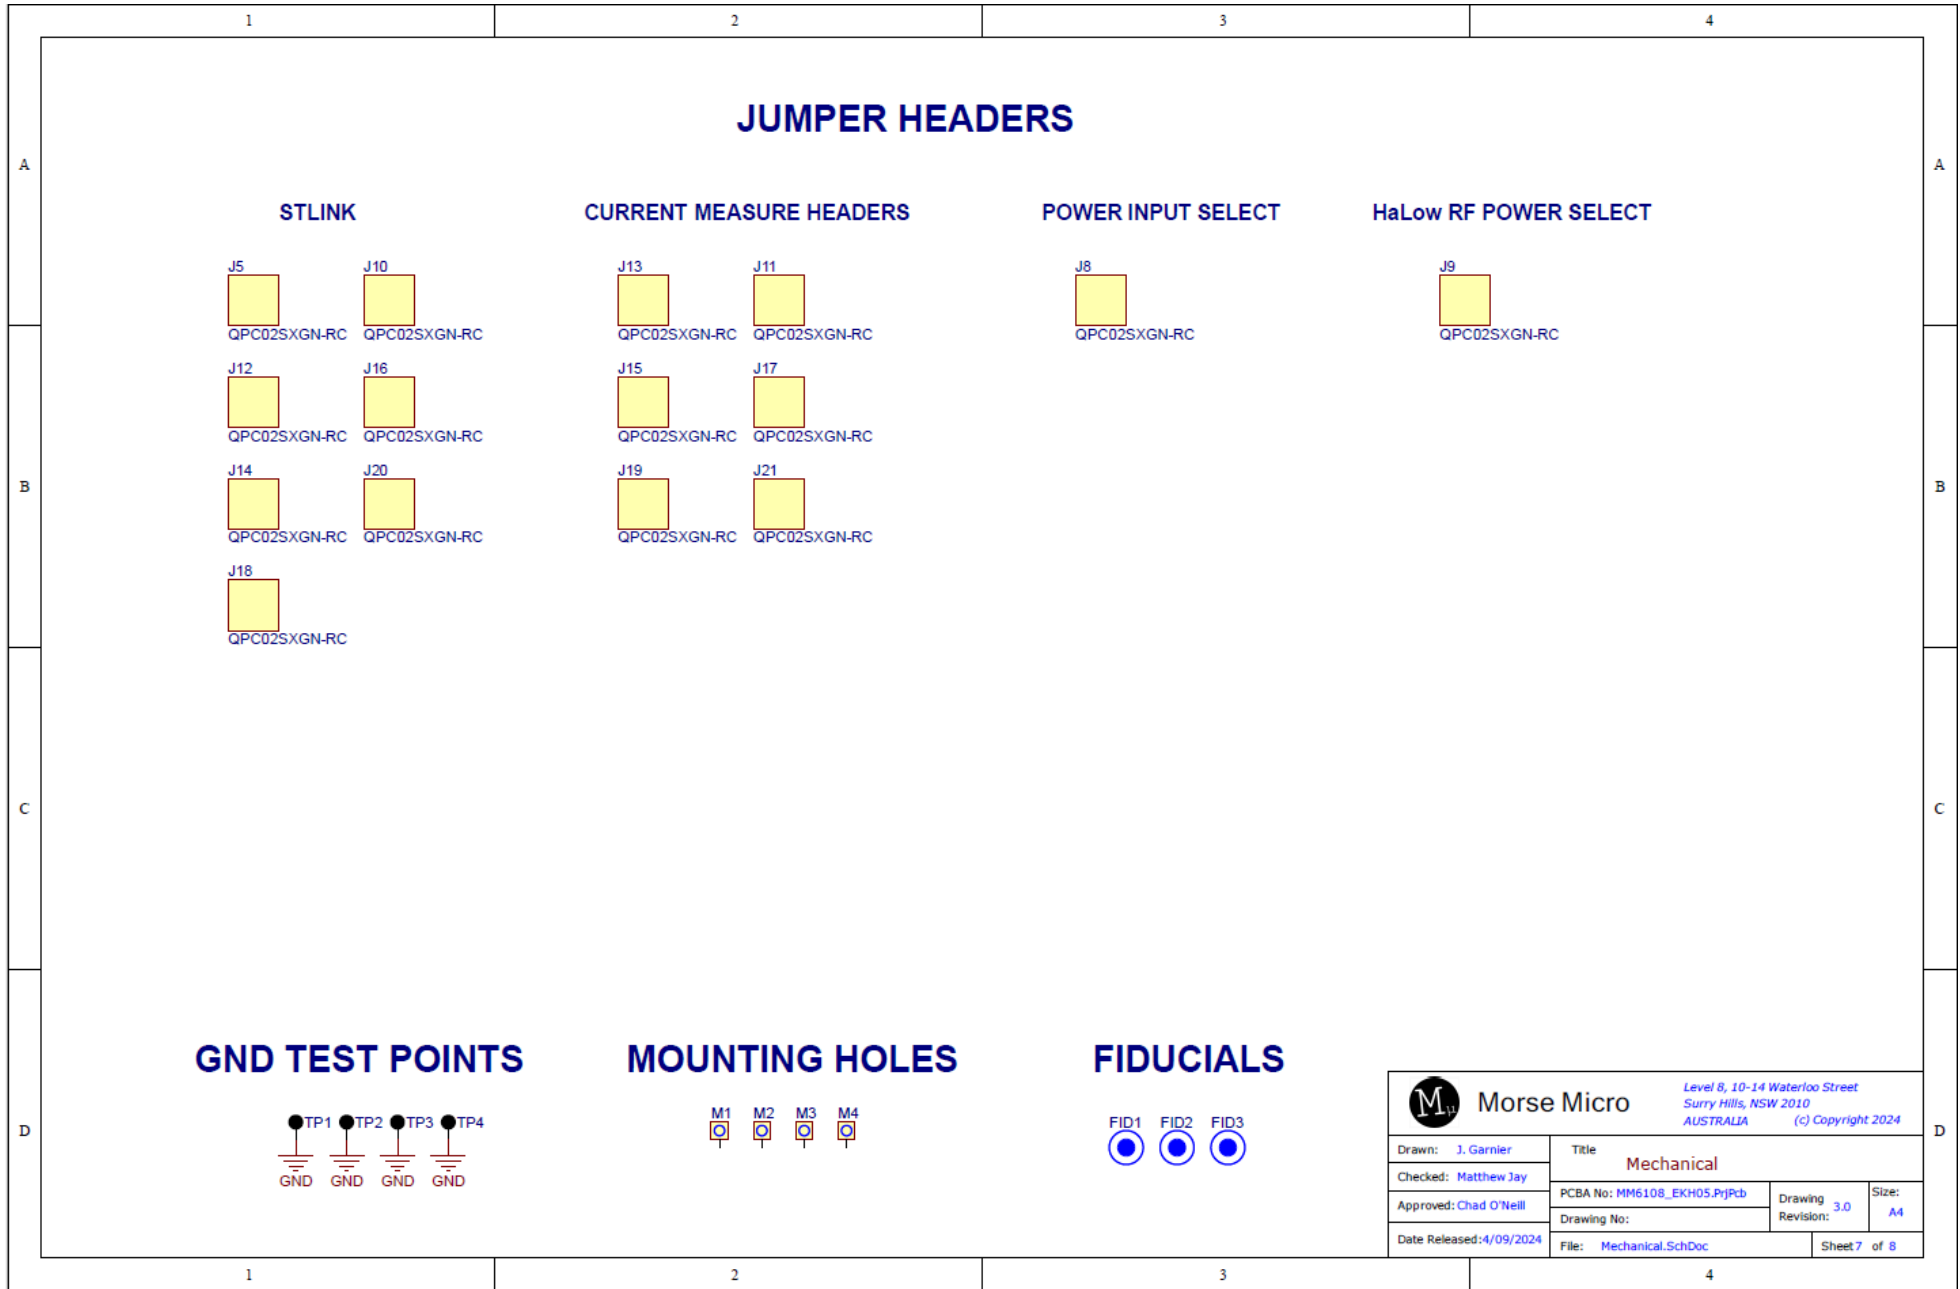 1 2 3 4
JUMPER HEADERS
A A
STLINK CURRENT MEASURE HEADERS POWER INPUT SELECT HaLow RF POWER SELECT
J5 J10 J13 J11 J8 J9
QPC02SXGN-RC QPC02SXGN-RC QPC02SXGN-RC QPC02SXGN-RC QPC02SXGN-RC QPC02SXGN-RC
J12 J16 J15 J17
QPC02SXGN-RC QPC02SXGN-RC QPC02SXGN-RC QPC02SXGN-RC
J14 J20 J19 J21
B B
QPC02SXGN-RC QPC02SXGN-RC QPC02SXGN-RC QPC02SXGN-RC
J18
QPC02SXGN-RC
C C
GND TEST POINTS MOUNTING HOLES FIDUCIALS
TP1 TP2 TP3 TP4
GND GND GND GND
M1 M2 M3 M4
FID1 FID2 FID3
D D
Mμ Morse Micro
Level 8, 10-14 Waterloo Street
Surry Hills, NSW 2010
AUSTRALIA (c) Copyright 2024
Drawn: J. Garnier
Checked: Matthew Jay
Approved: Chad O'Neill
Date Released: 4/09/2024
Title
Mechanical
PCBA No: MM6108_EKH05.PrjPcb
Drawing No:
Drawing Revision: 3.0
Size: A4
File: Mechanical.SchDoc
Sheet 7 of 8
1 2 3 4